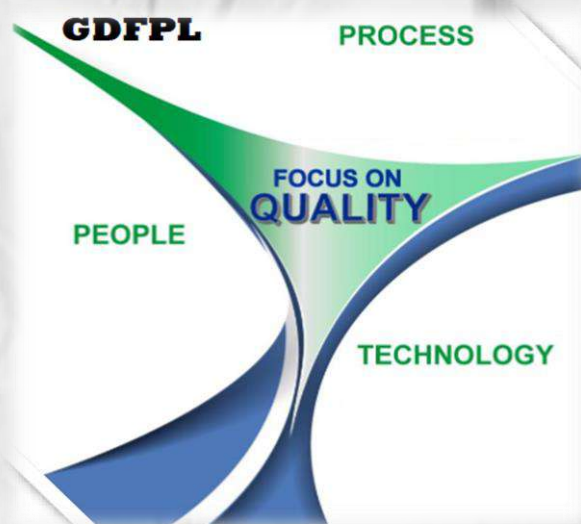 GDFPL
PROCESS
FOCUS ON
QUALITY
PEOPLE
TECHNOLOGY